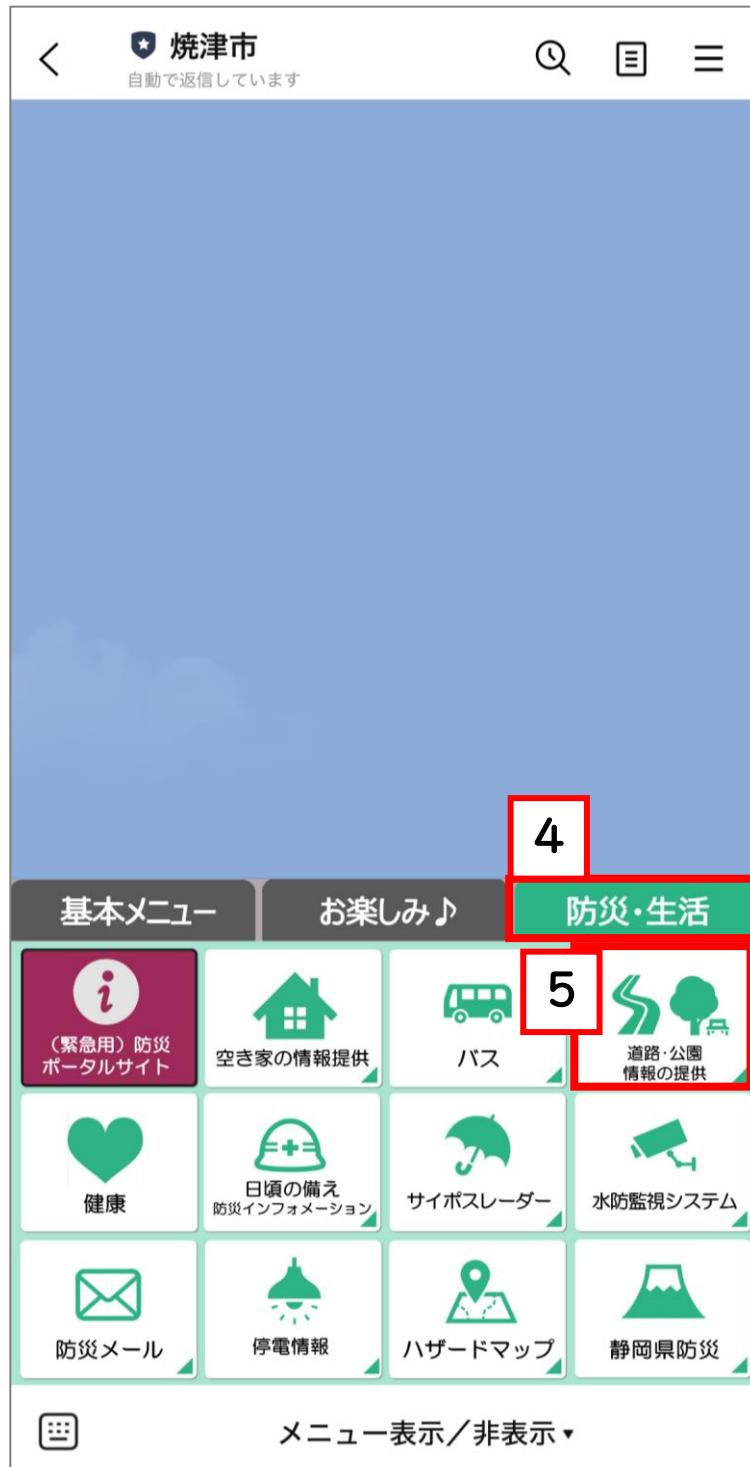 焼津市
自動で返信しています
4
基本メニュー
お楽しみ♪
防災・生活
5
（緊急用）防災
ポータルサイト
空き家の情報提供
バス
道路・公園
情報の提供
健康
日頃の備え
防災インフォメーション
サイポスレーダー
水防監視システム
防災メール
停電情報
ハザードマップ
静岡県防災
メニュー表示／非表示▼